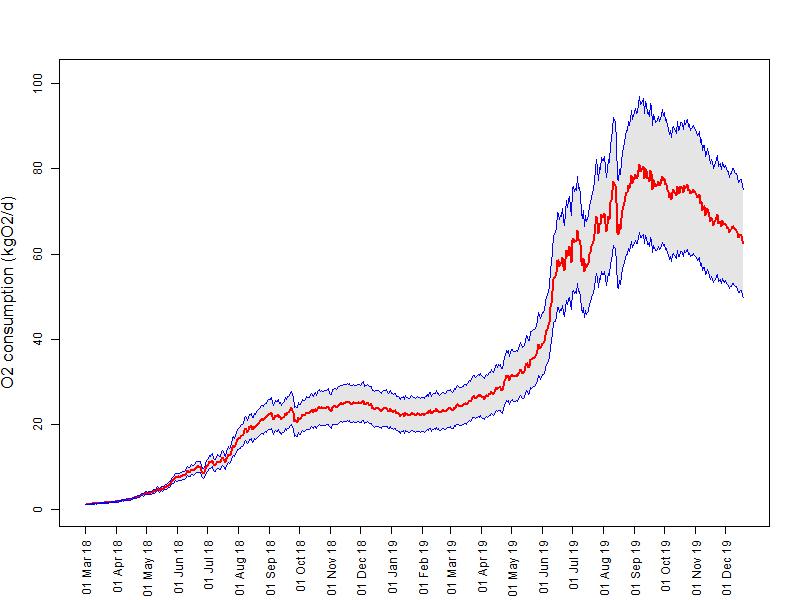 O2 consumption (kgO2/d)
100
80
60
40
20
0
01 Mar 18
01 Apr 18
01 May 18
01 Jun 18
01 Jul 18
01 Aug 18
01 Sep 18
01 Oct 18
01 Nov 18
01 Dec 18
01 Jan 19
01 Feb 19
01 Mar 19
01 Apr 19
01 May 19
01 Jun 19
01 Jul 19
01 Aug 19
01 Sep 19
01 Oct 19
01 Nov 19
01 Dec 19